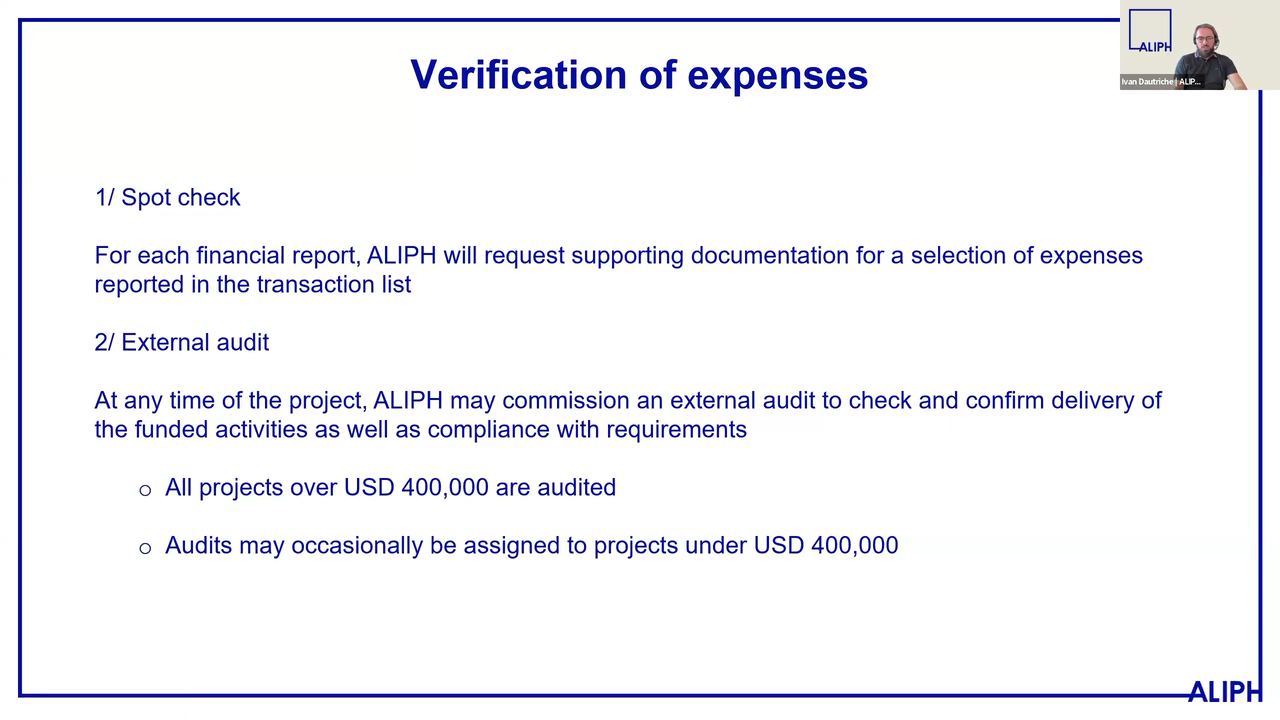 Verification of expenses
ALIPH
Ivan Dautriche | ALIP...
1/ Spot check
For each financial report, ALIPH will request supporting documentation for a selection of expenses
reported in the transaction list
2/ External audit
At any time of the project, ALIPH may commission an external audit to check and confirm delivery of
the funded activities as well as compliance with requirements
o All projects over USD 400,000 are audited
o Audits may occasionally be assigned to projects under USD 400,000
ALIPH